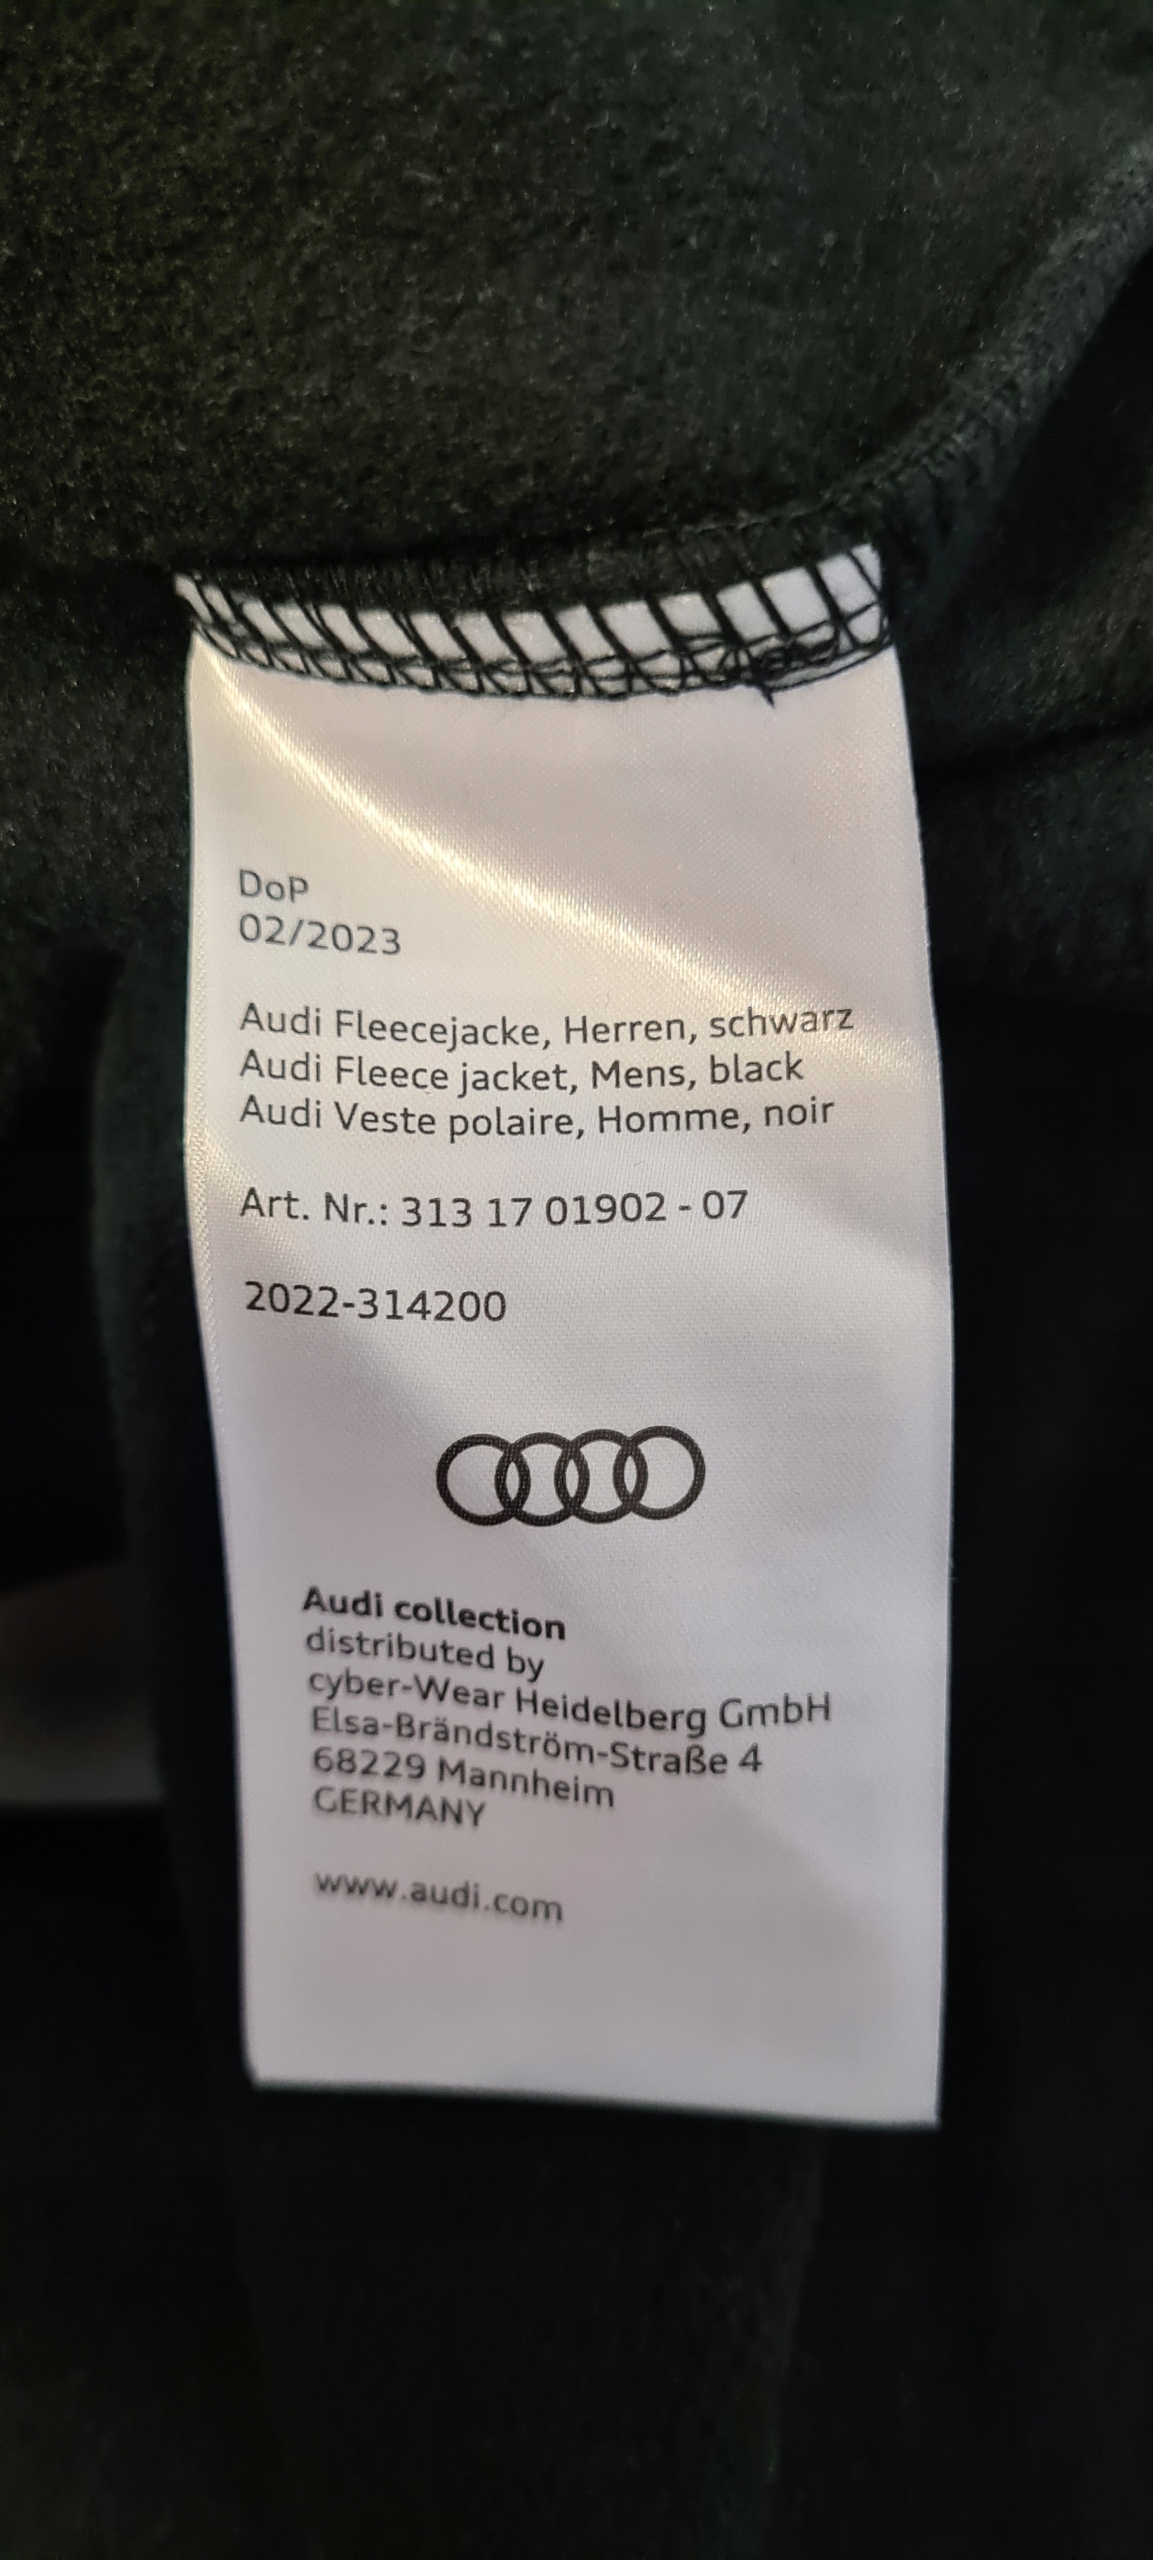 DoP
02/2023
Audi Fleecejacke, Herren, schwarz
Audi Fleece jacket, Mens, black
Audi Veste polaire, Homme, noir
Art. Nr.: 313 17 01902 - 07
2022-314200
Audi collection
distributed by
cyber-Wear Heidelberg GmbH
Elsa-Brändström-Straße 4
68229 Mannheim
GERMANY
www.audi.com